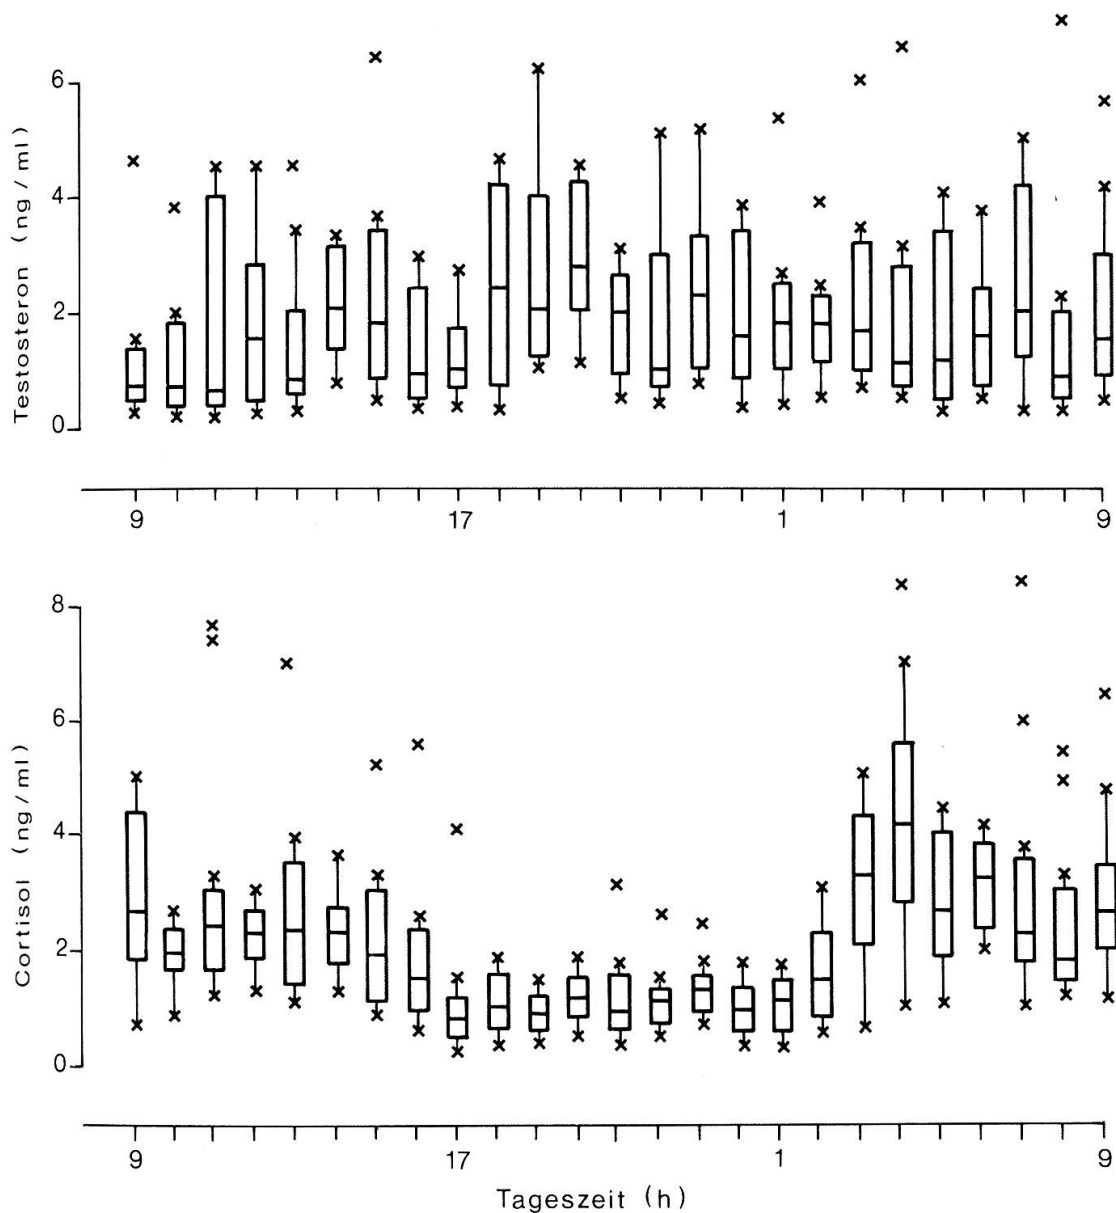 Testosteron (ng/ml)
6
4
2
0
9 17 1 9
Cortisol (ng/ml)
8
6
4
2
0
9 17 1 9
Tageszeit (h)